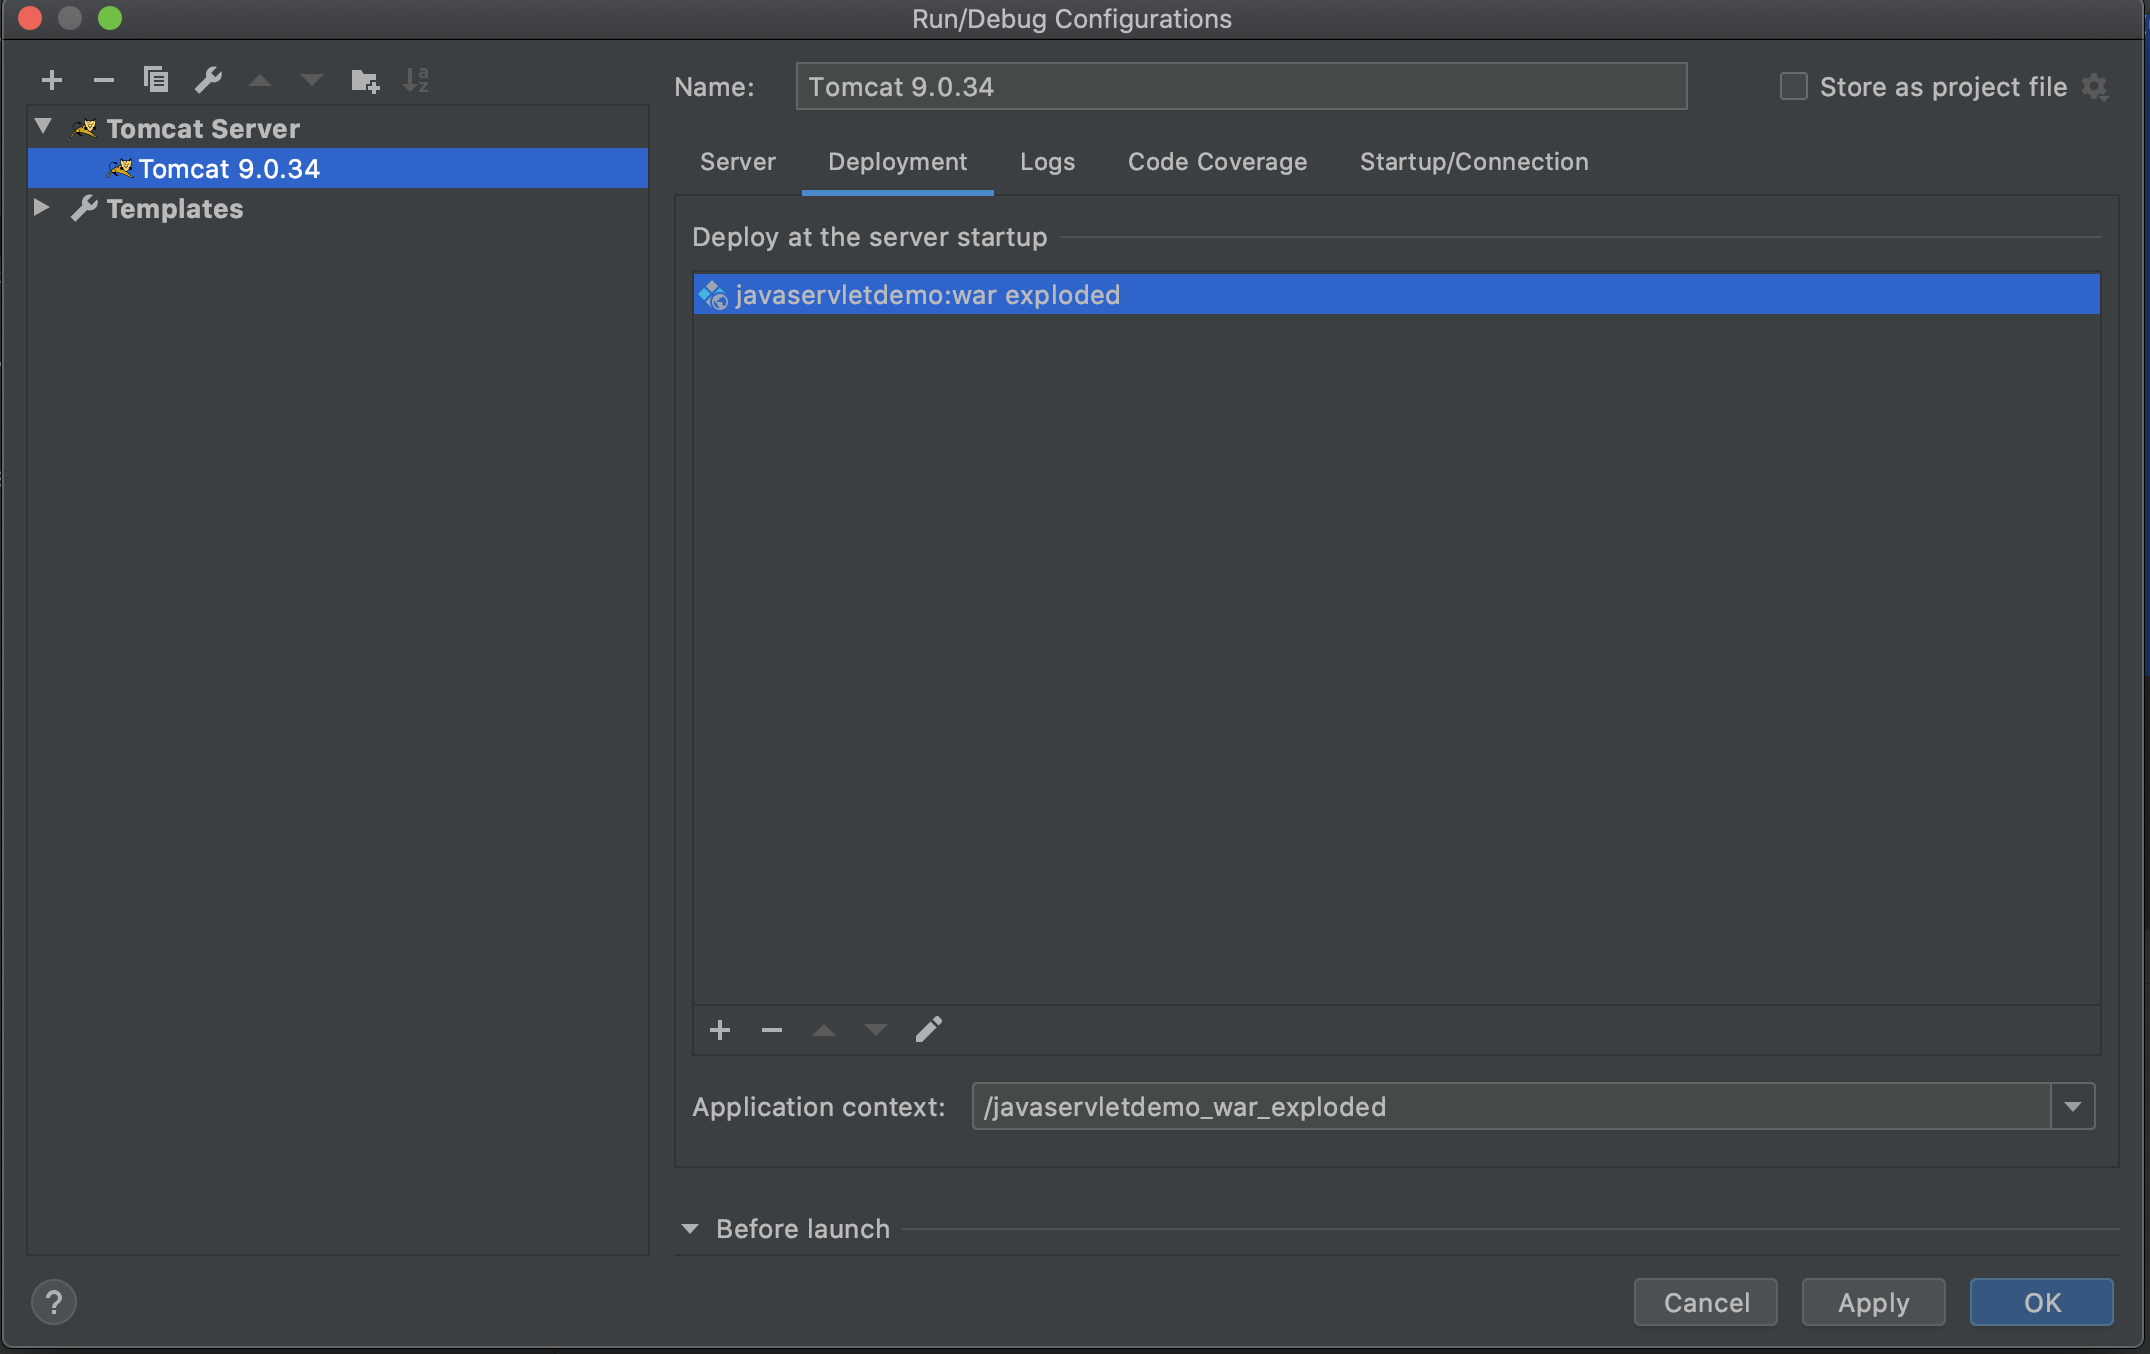 Run/Debug Configurations
Name: Tomcat 9.0.34
Store as project file
Tomcat Server
Tomcat 9.0.34
Templates
Server Deployment Logs Code Coverage Startup/Connection
Deploy at the server startup
javaservletdemo:war exploded
Application context: /javaservletdemo_war_exploded
Before launch
?
Cancel Apply OK